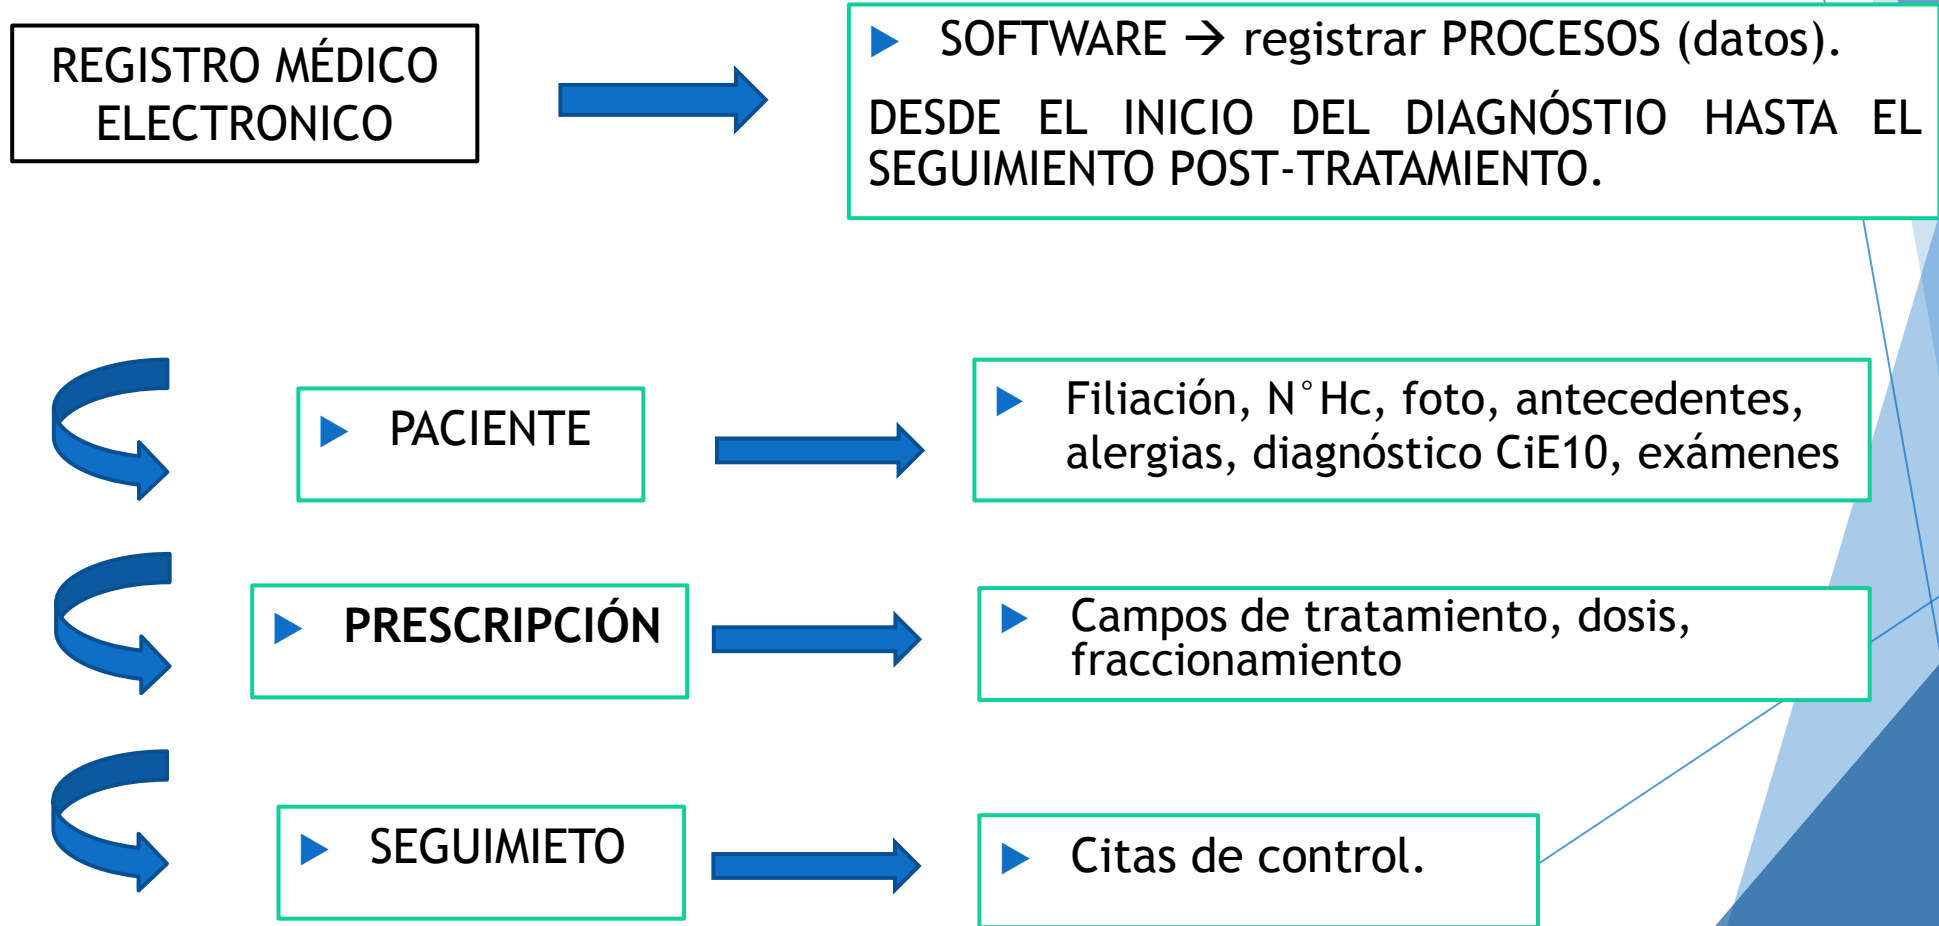 REGISTRO MÉDICO
ELECTRONICO
SOFTWARE → registrar PROCESOS (datos).
DESDE EL INICIO DEL DIAGNÓSTIO HASTA EL
SEGUIMIENTO POST-TRATAMIENTO.
PACIENTE
Filiación, N°Hc, foto, antecedentes,
alergias, diagnóstico CiE10, exámenes
PRESCRIPCIÓN
Campos de tratamiento, dosis,
fraccionamiento
SEGUIMIETO
Citas de control.